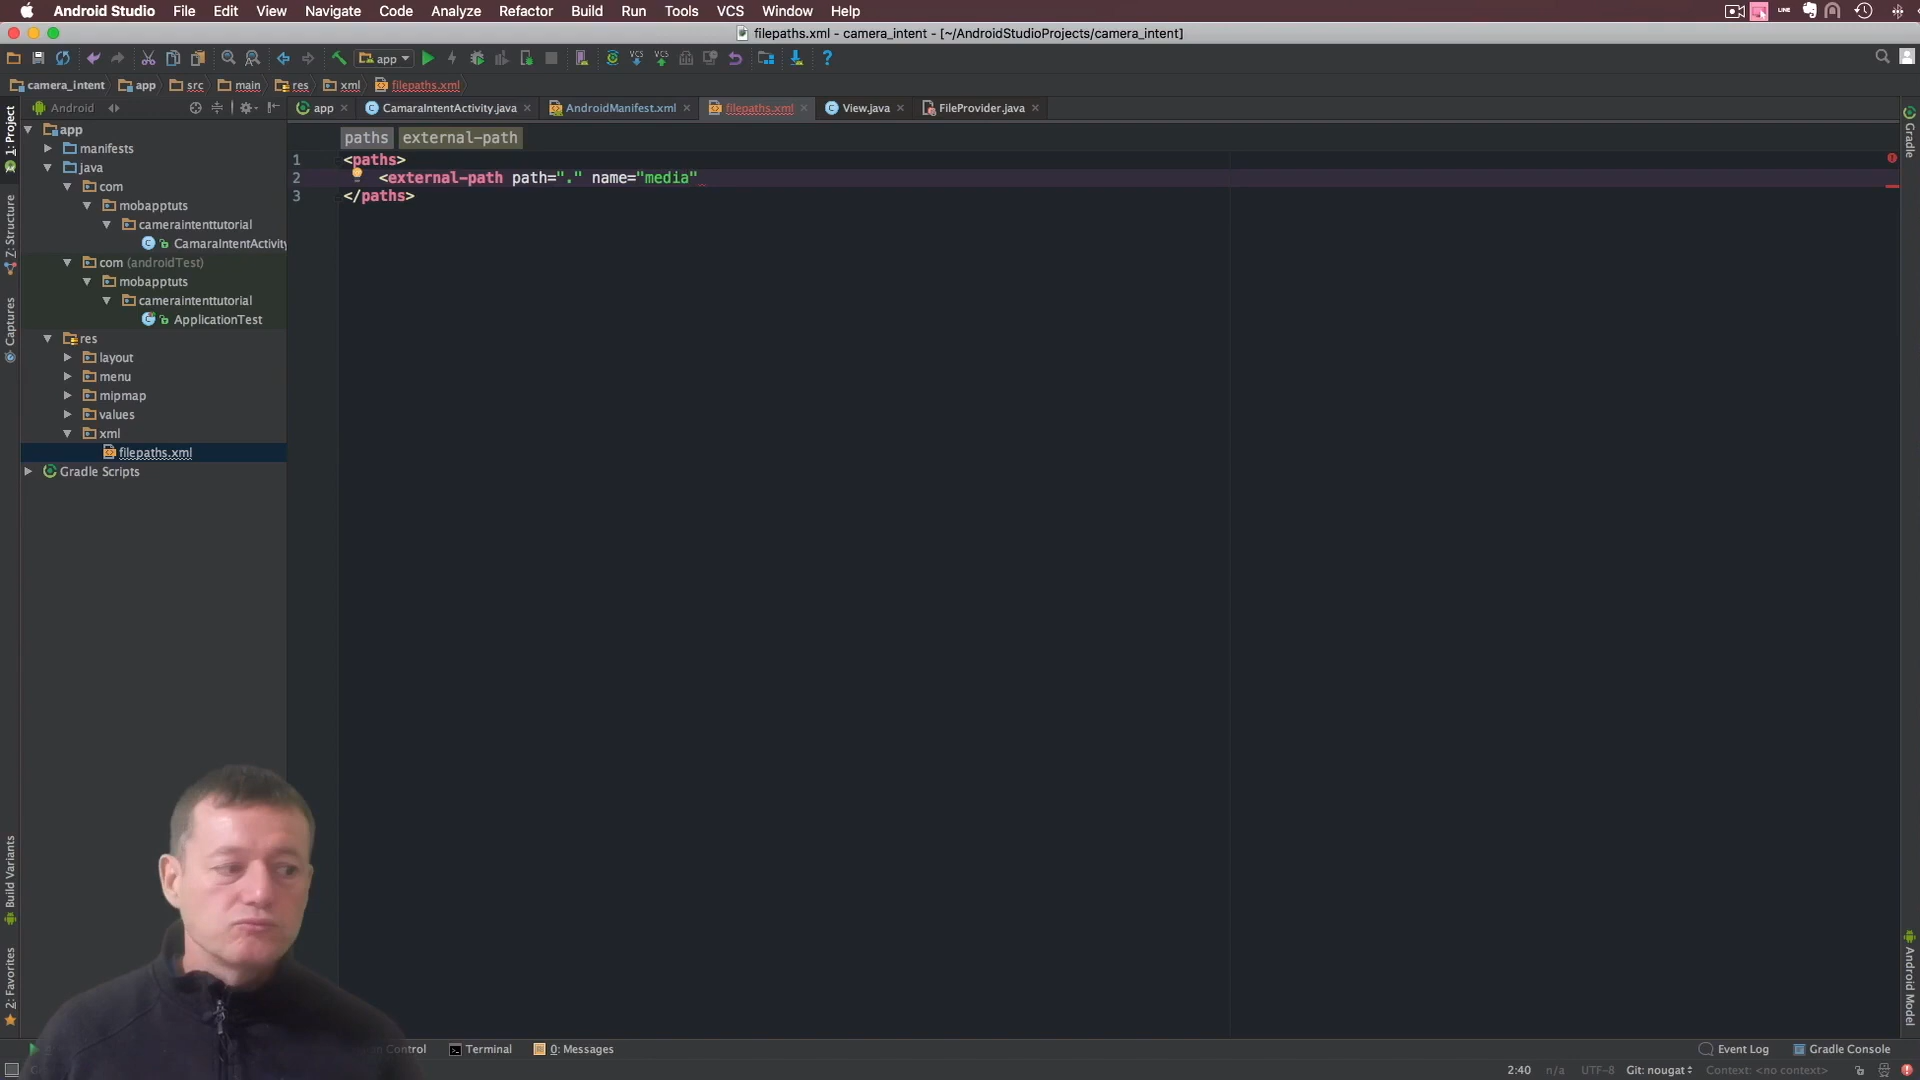 Android Studio File Edit View Navigate Code Analyze Refactor Build Run Tools VCS Window Help LINE
filepaths.xml - camera_intent - [~/AndroidStudioProjects/camera_intent]
app VCS VCS ?
camera_intent app src main res xml filepaths.xml
Android app CamaraIntentActivity.java AndroidManifest.xml filepaths.xml View.java FileProvider.java
paths external-path
1 <paths>
2 <external-path path="." name="media"
3 </paths>
app
manifests
java
com
mobapptuts
cameraintenttutorial
CamaraIntentActivity
com (androidTest)
mobapptuts
cameraintenttutorial
ApplicationTest
res
layout
menu
mipmap
values
xml
filepaths.xml
Gradle Scripts
1: Project
Z: Structure
Captures
Build Variants
2: Favorites
Gradle
Android Model
Control Terminal 0: Messages Event Log Gradle Console
2:40 n/a UTF-8 Git: nougat Context: <no context>